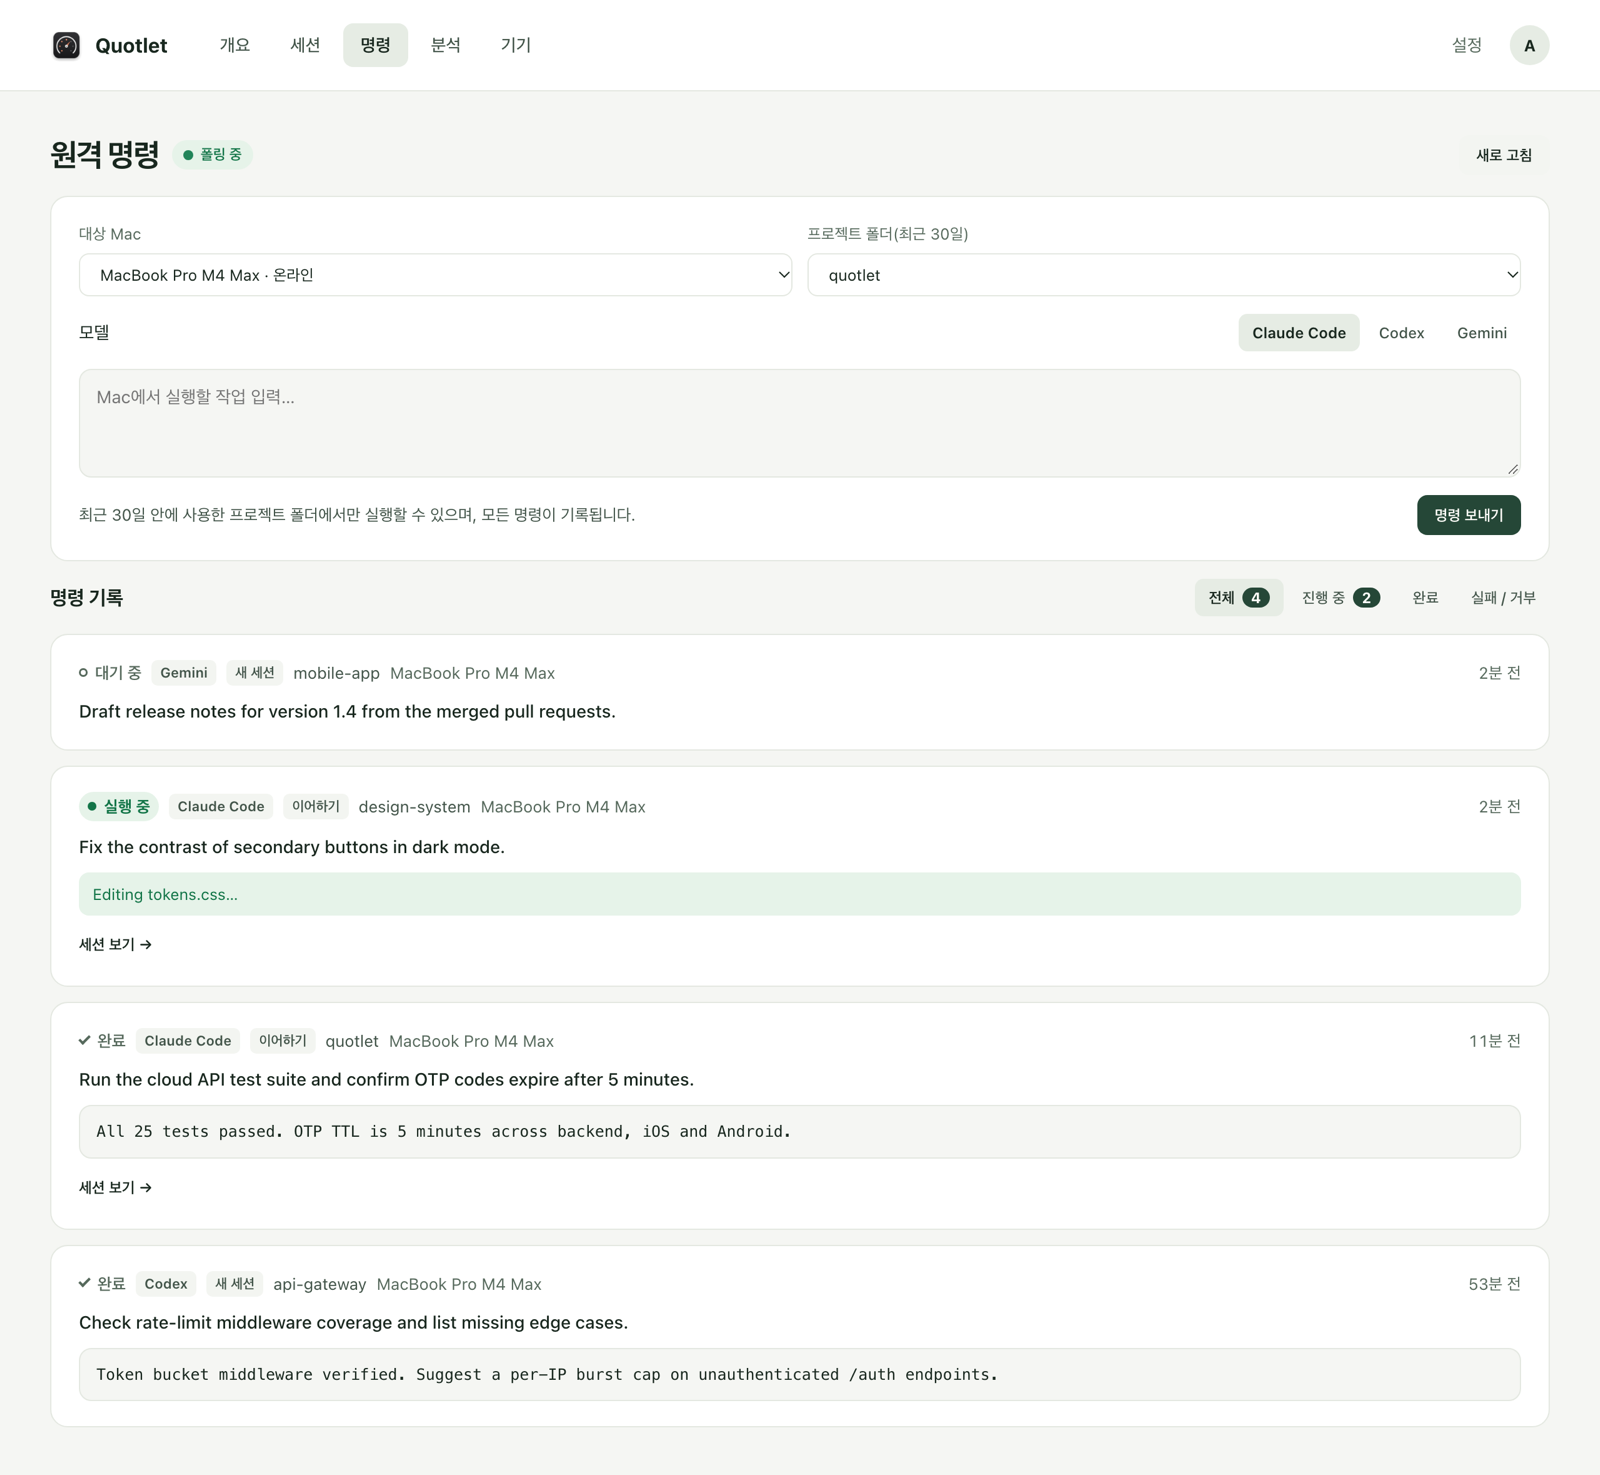 Quotlet 개요 세션 명령 분석 기기 설정 A
원격 명령 폴링 중 새로 고침
대상 Mac 프로젝트 폴더(최근 30일)
MacBook Pro M4 Max · 온라인 quotlet
모델 Claude Code Codex Gemini
Mac에서 실행할 작업 입력...
최근 30일 안에 사용한 프로젝트 폴더에서만 실행할 수 있으며, 모든 명령이 기록됩니다. 명령 보내기
명령 기록 전체 4 진행 중 2 완료 실패 / 거부
대기 중 Gemini 새 세션 mobile-app MacBook Pro M4 Max 2분 전
Draft release notes for version 1.4 from the merged pull requests.
실행 중 Claude Code 이어하기 design-system MacBook Pro M4 Max 2분 전
Fix the contrast of secondary buttons in dark mode.
Editing tokens.css...
세션 보기 →
✓ 완료 Claude Code 이어하기 quotlet MacBook Pro M4 Max 11분 전
Run the cloud API test suite and confirm OTP codes expire after 5 minutes.
All 25 tests passed. OTP TTL is 5 minutes across backend, iOS and Android.
세션 보기 →
✓ 완료 Codex 새 세션 api-gateway MacBook Pro M4 Max 53분 전
Check rate-limit middleware coverage and list missing edge cases.
Token bucket middleware verified. Suggest a per-IP burst cap on unauthenticated /auth endpoints.